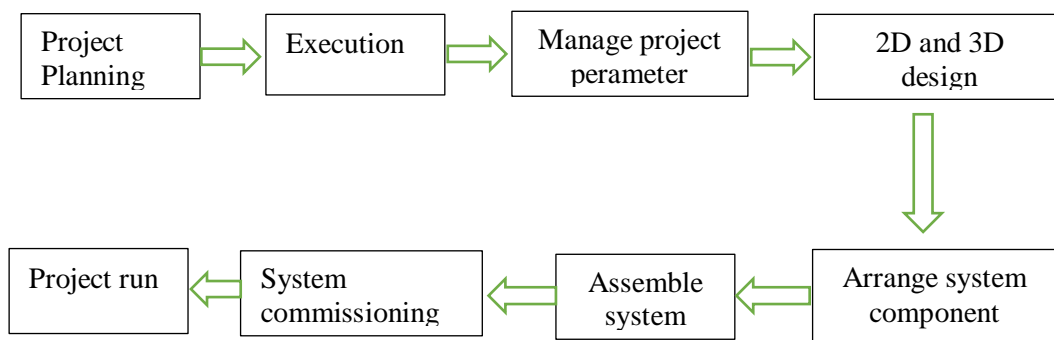 Project
Planning
Execution
Manage project
perameter
2D and 3D
design
Arrange system
component
Assemble
system
System
commissioning
Project run